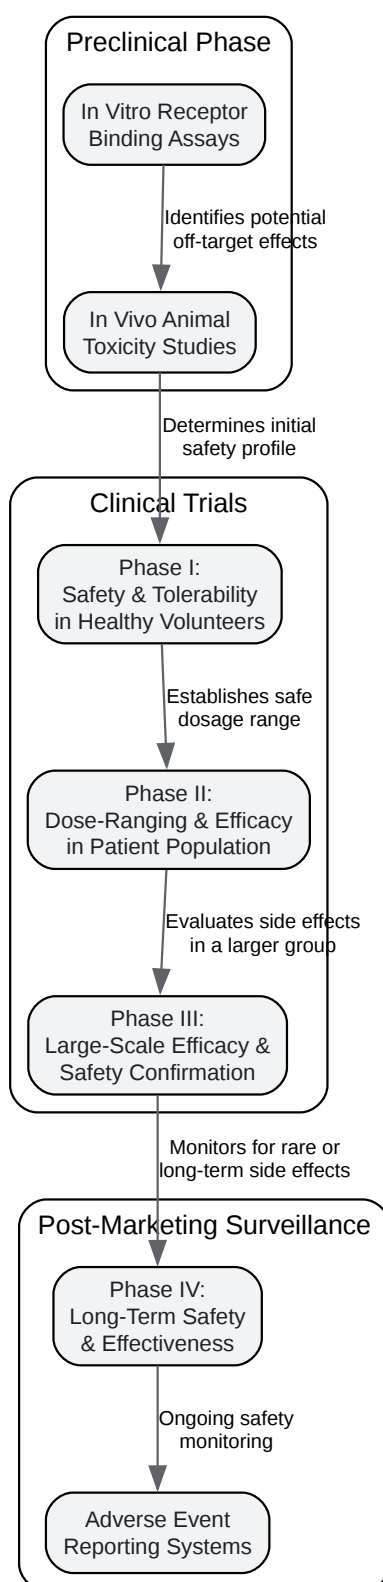 Preclinical Phase
In Vitro Receptor
Binding Assays
Identifies potential
off-target effects
In Vivo Animal
Toxicity Studies
Determines initial
safety profile
Clinical Trials
Phase I:
Safety & Tolerability
in Healthy Volunteers
Establishes safe
dosage range
Phase II:
Dose-Ranging & Efficacy
in Patient Population
Evaluates side effects
in a larger group
Phase III:
Large-Scale Efficacy &
Safety Confirmation
Monitors for rare or
long-term side effects
Post-Marketing Surveillance
Phase IV:
Long-Term Safety
& Effectiveness
Ongoing safety
monitoring
Adverse Event
Reporting Systems